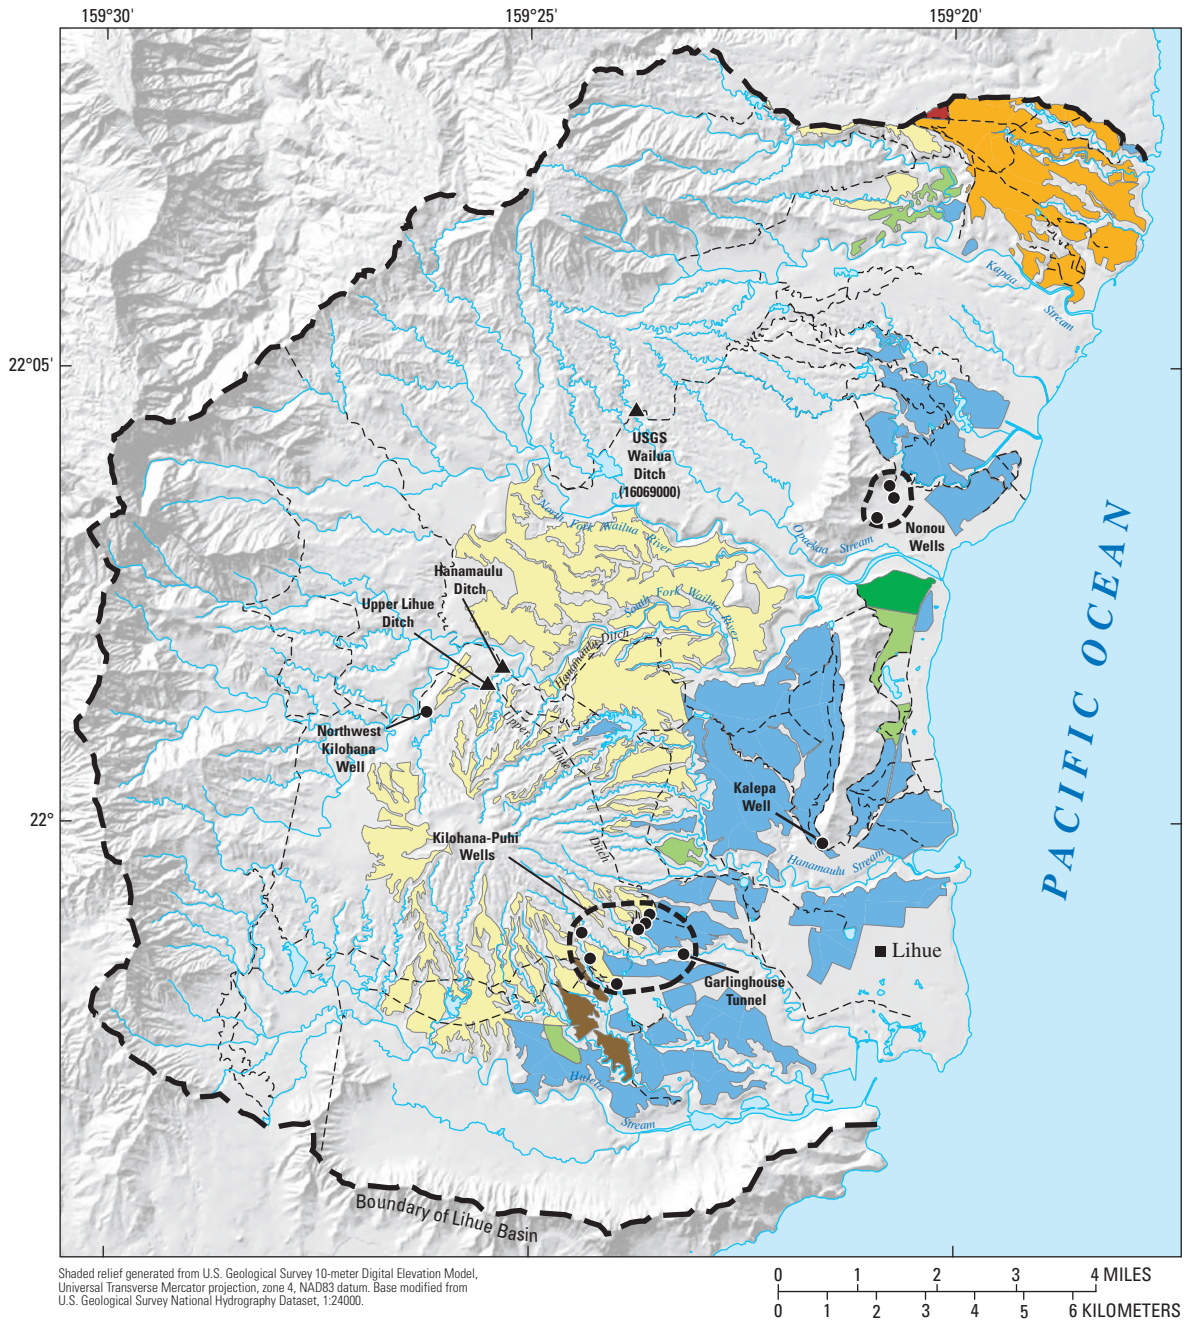 159°30'
159°25'
159°20'
Kapaa
Stream
22°05'
USGS
Wailua
Ditch
(16069000)
Nonou
Wells
North Fork Wailua River
Opaekaa Stream
Hanamaulu
Ditch
Upper Lihue
Ditch
South Fork Wailua River
Hanamaulu Ditch
Upper Lihue Ditch
Northwest
Kilohana
Well
PACIFIC OCEAN
Kalepa
Well
22°
Kilohana-Puhi
Wells
Hanamaulu Stream
Lihue
Garlinghouse
Tunnel
Huleia
Stream
Boundary of Lihue Basin
Shaded relief generated from U.S. Geological Survey 10-meter Digital Elevation Model,
Universal Transverse Mercator projection, zone 4, NAD83 datum. Base modified from
U.S. Geological Survey National Hydrography Dataset, 1:24000.
0 1 2 3 4 MILES
0 1 2 3 4 5 6 KILOMETERS